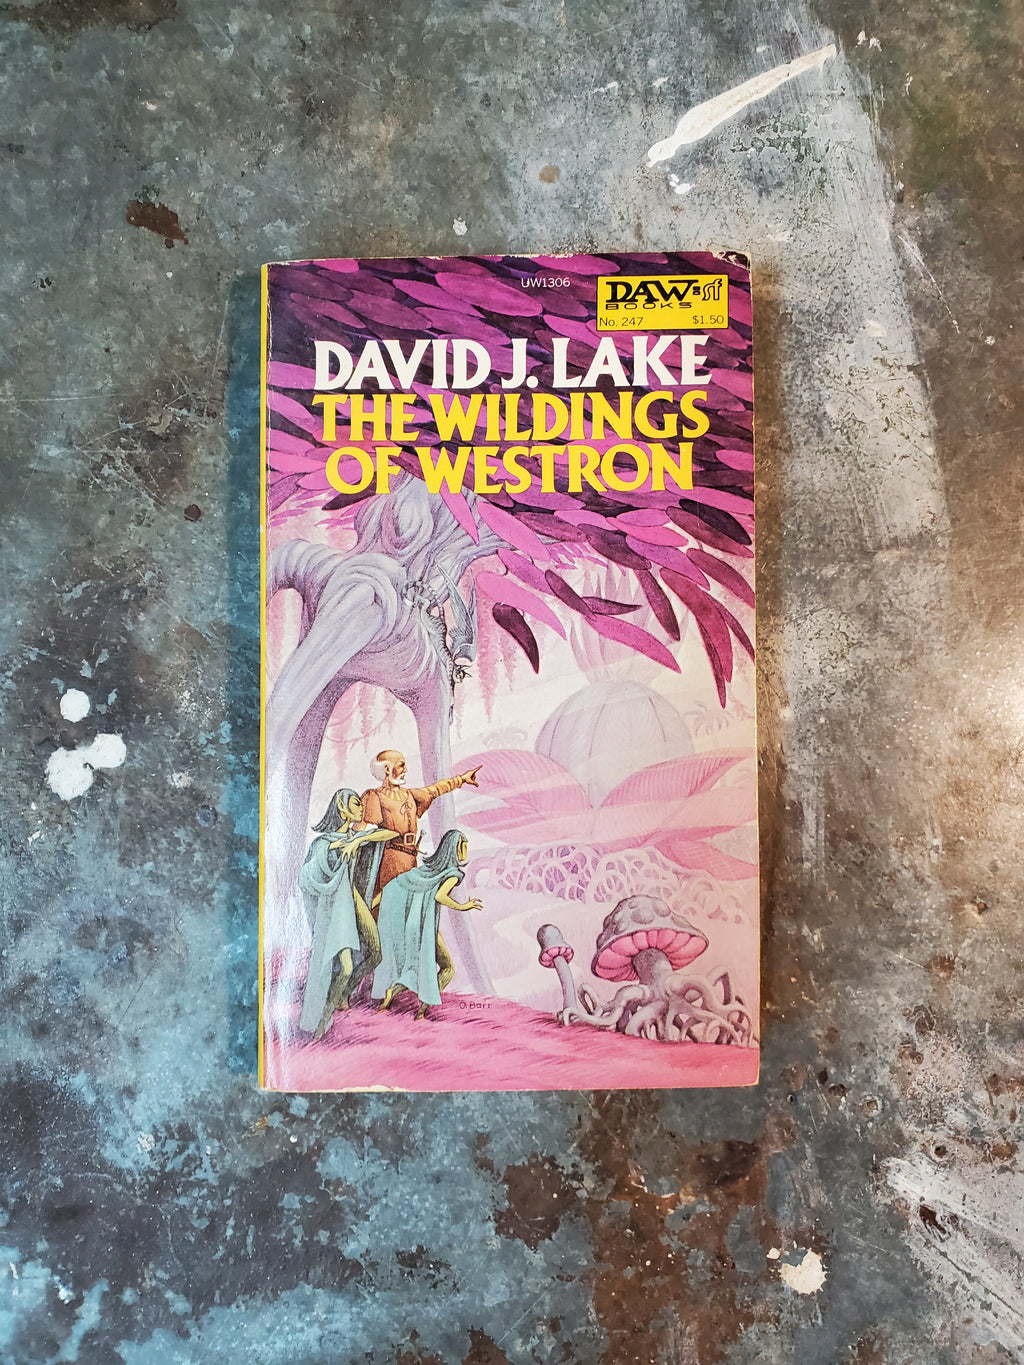 UW1306
DAW=sf
BOOKS
No. 247 $1.50
DAVID J. LAKE
THE WILDINGS
OF WESTRON
G. Barr